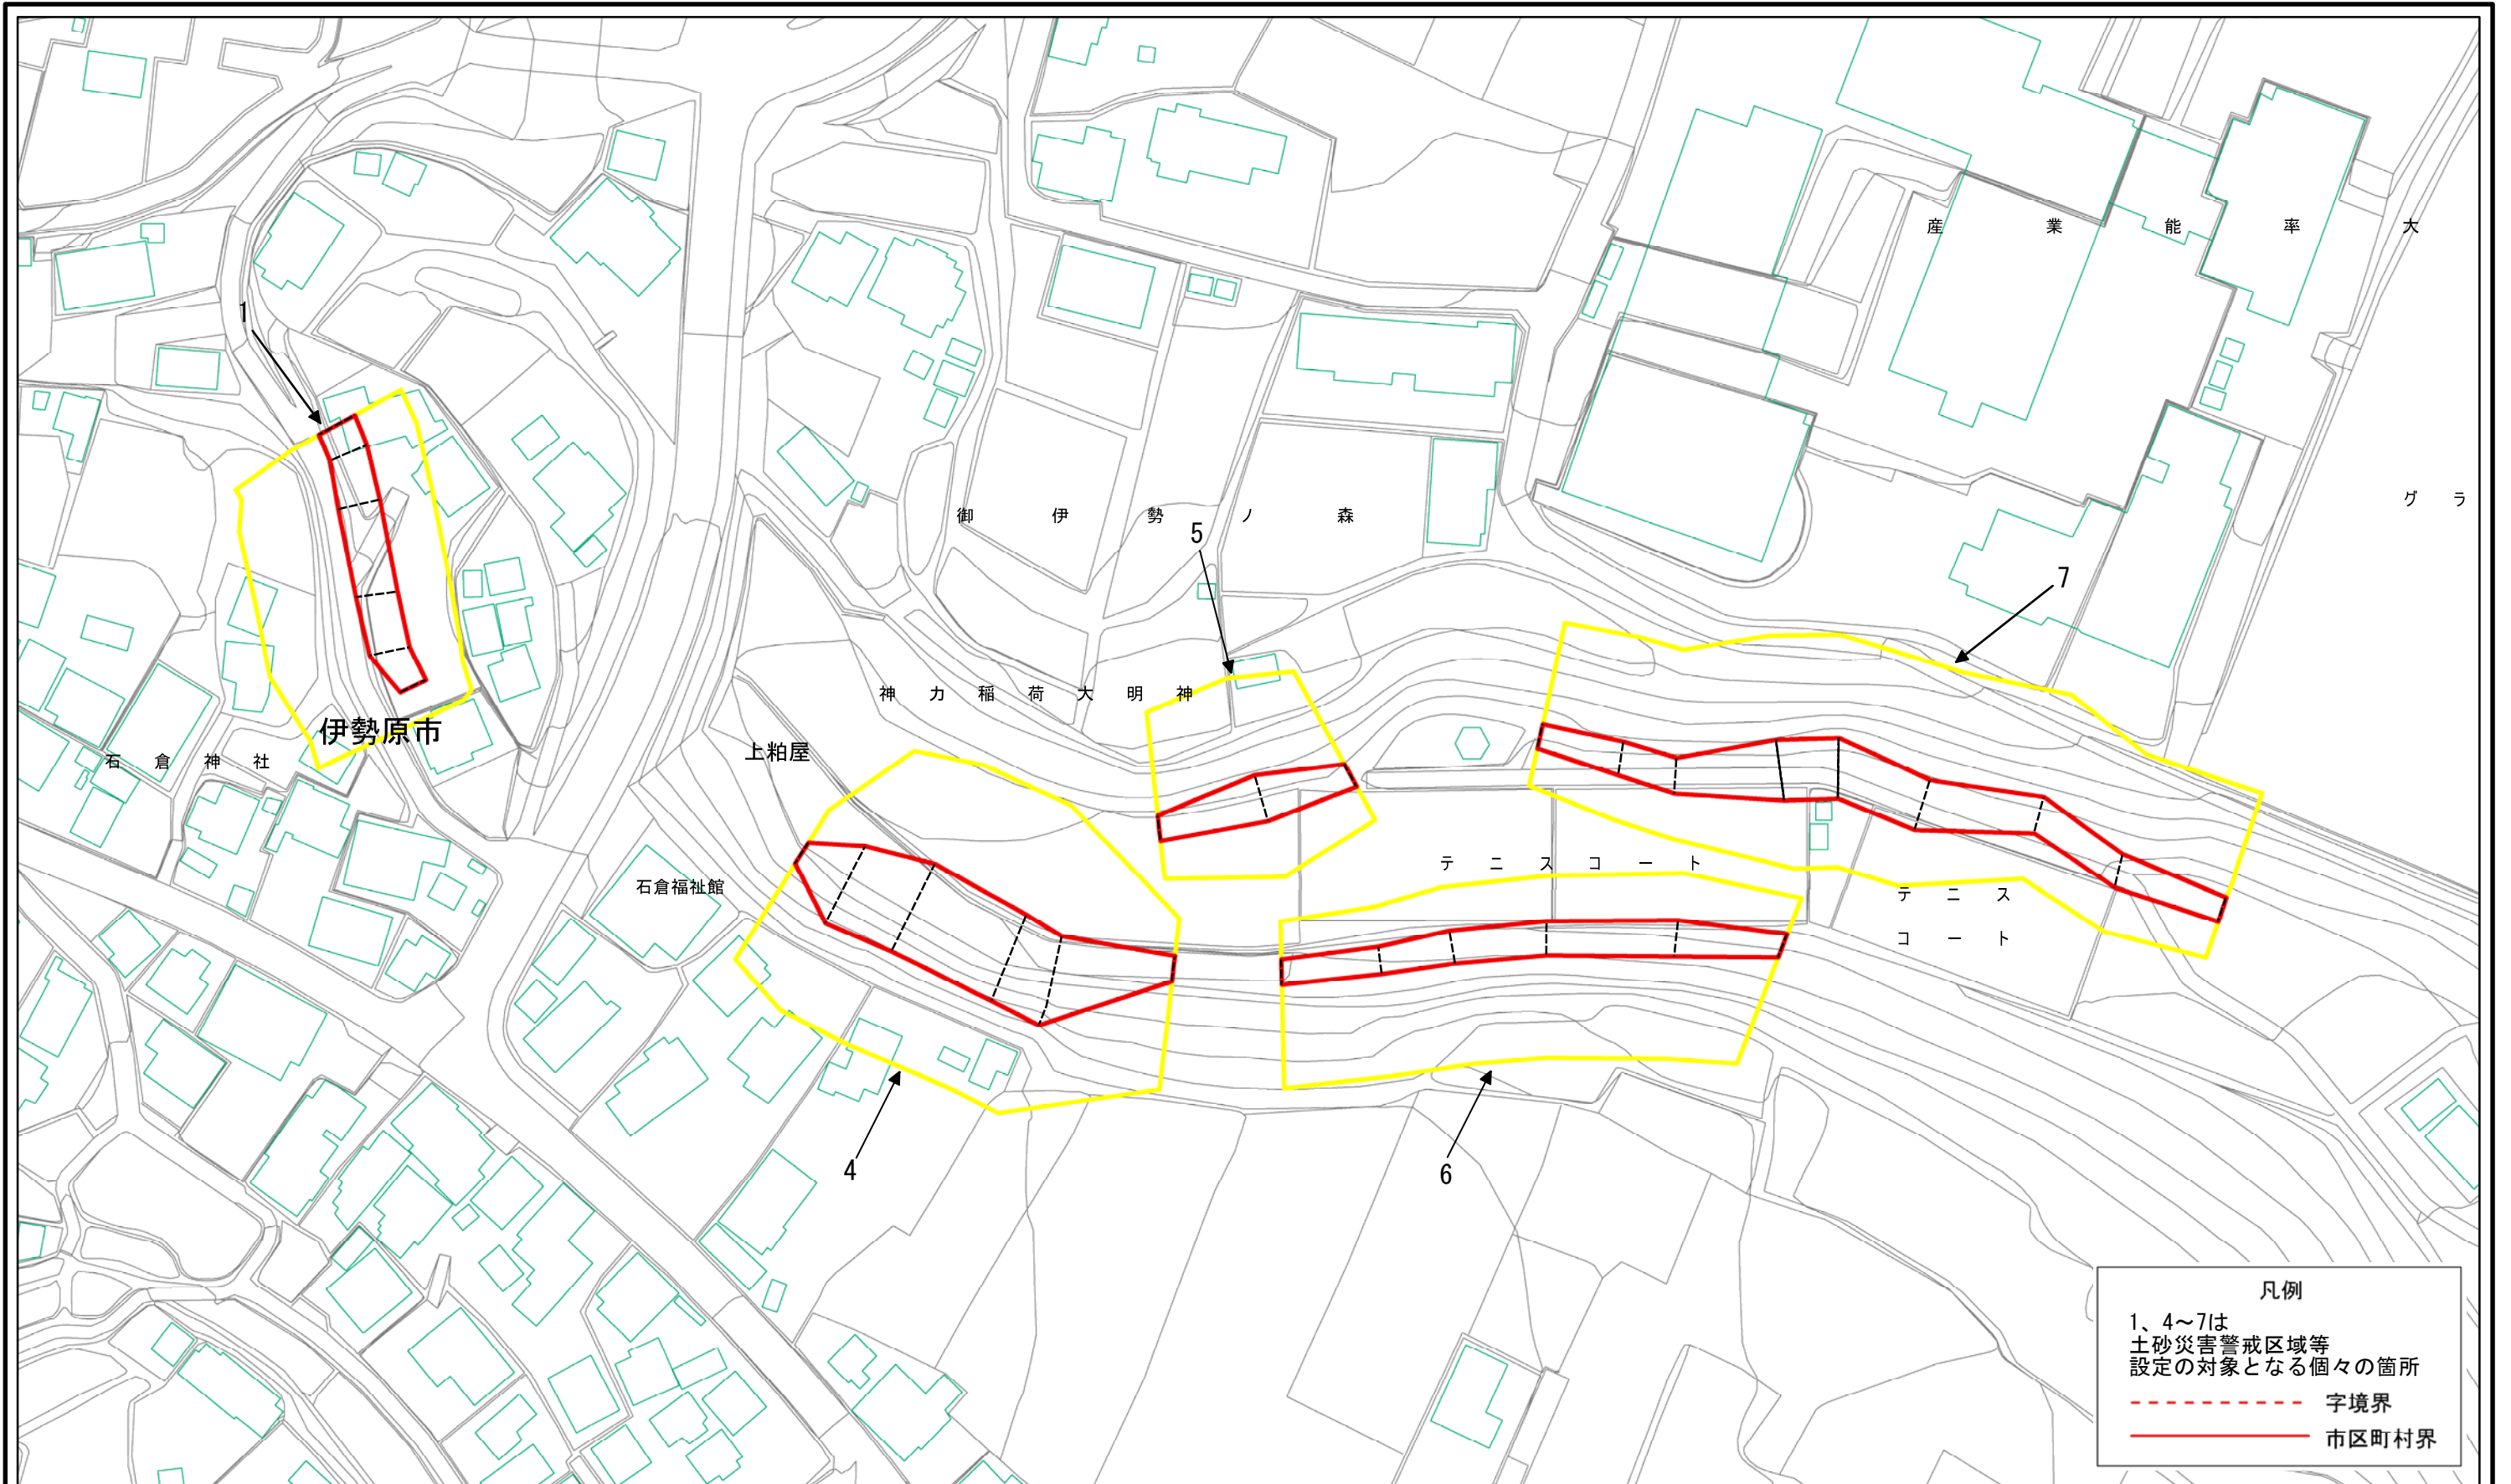 産業能率大
1
グラ
御伊勢ノ森
5
7
神力稲荷大明神
伊勢原市
上粕屋
石倉神社
テニスコート
石倉福祉館
テニス
コート
4
6
凡例
1、4～7は
土砂災害警戒区域等
設定の対象となる個々の箇所
字境界
市区町村界